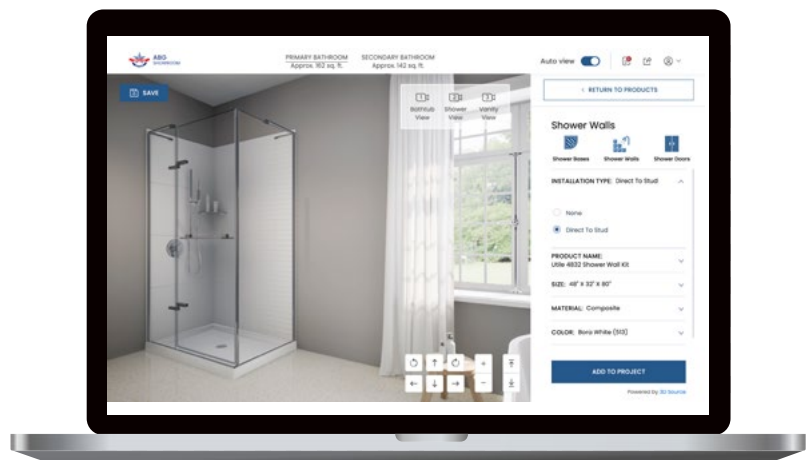 ABG
SHOWROOM
PRIMARY BATHROOM
Approx. 162 sq. ft.
SECONDARY BATHROOM
Approx. 142 sq. ft.
Auto view
SAVE
1
Bathtub
View
2
Shower
View
3
Vanity
View
< RETURN TO PRODUCTS
Shower Walls
Shower Bases
Shower Walls
Shower Doors
INSTALLATION TYPE: Direct To Stud
None
Direct To Stud
PRODUCT NAME:
Utile 4832 Shower Wall Kit
SIZE: 48" X 32" X 80"
MATERIAL: Composite
COLOR: Bora White (513)
ADD TO PROJECT
Powered by